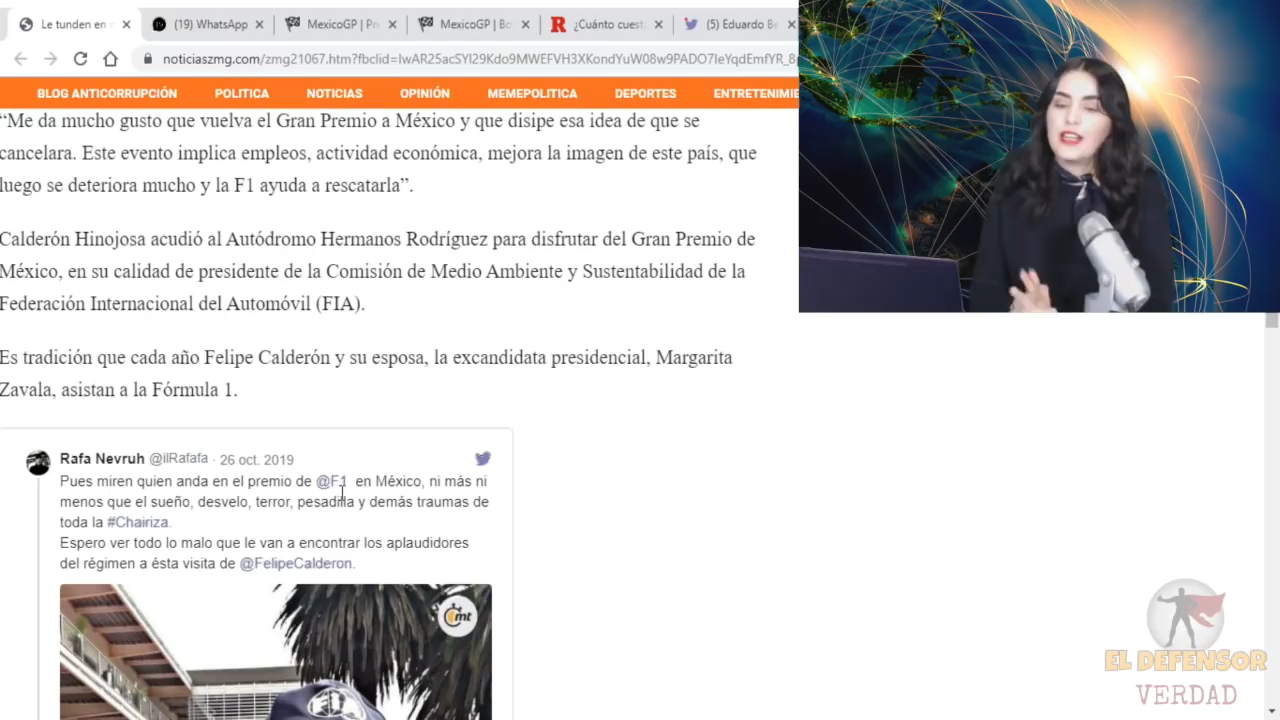 Le tunden en
(19) WhatsApp
MexicoGP | Pr
MexicoGP | Bo
R
¿Cuánto cuest
(5) Eduardo Be
noticiaszmg.com/zmg21067.htm?fbclid=IwAR25acSYl29Kdo9MWEFVH3XKondYuW08w9PADO7IeYqdEmfYR_8p
BLOG ANTICORRUPCIÓN
POLITICA
NOTICIAS
OPINIÓN
MEMEPOLITICA
DEPORTES
ENTRETENIMIE
“Me da mucho gusto que vuelva el Gran Premio a México y que disipe esa idea de que se
cancelara. Este evento implica empleos, actividad económica, mejora la imagen de este país, que
luego se deteriora mucho y la F1 ayuda a rescatarla”.
Calderón Hinojosa acudió al Autódromo Hermanos Rodríguez para disfrutar del Gran Premio de
México, en su calidad de presidente de la Comisión de Medio Ambiente y Sustentabilidad de la
Federación Internacional del Automóvil (FIA).
Es tradición que cada año Felipe Calderón y su esposa, la excandidata presidencial, Margarita
Zavala, asistan a la Fórmula 1.
Rafa Nevruh @ilRafafa · 26 oct. 2019
Pues miren quien anda en el premio de @F1 en México, ni más ni
menos que el sueño, desvelo, terror, pesadilla y demás traumas de
toda la #Chairiza.
Espero ver todo lo malo que le van a encontrar los aplaudidores
del régimen a ésta visita de @FelipeCalderon.
mt
EL DEFENSOR
VERDAD